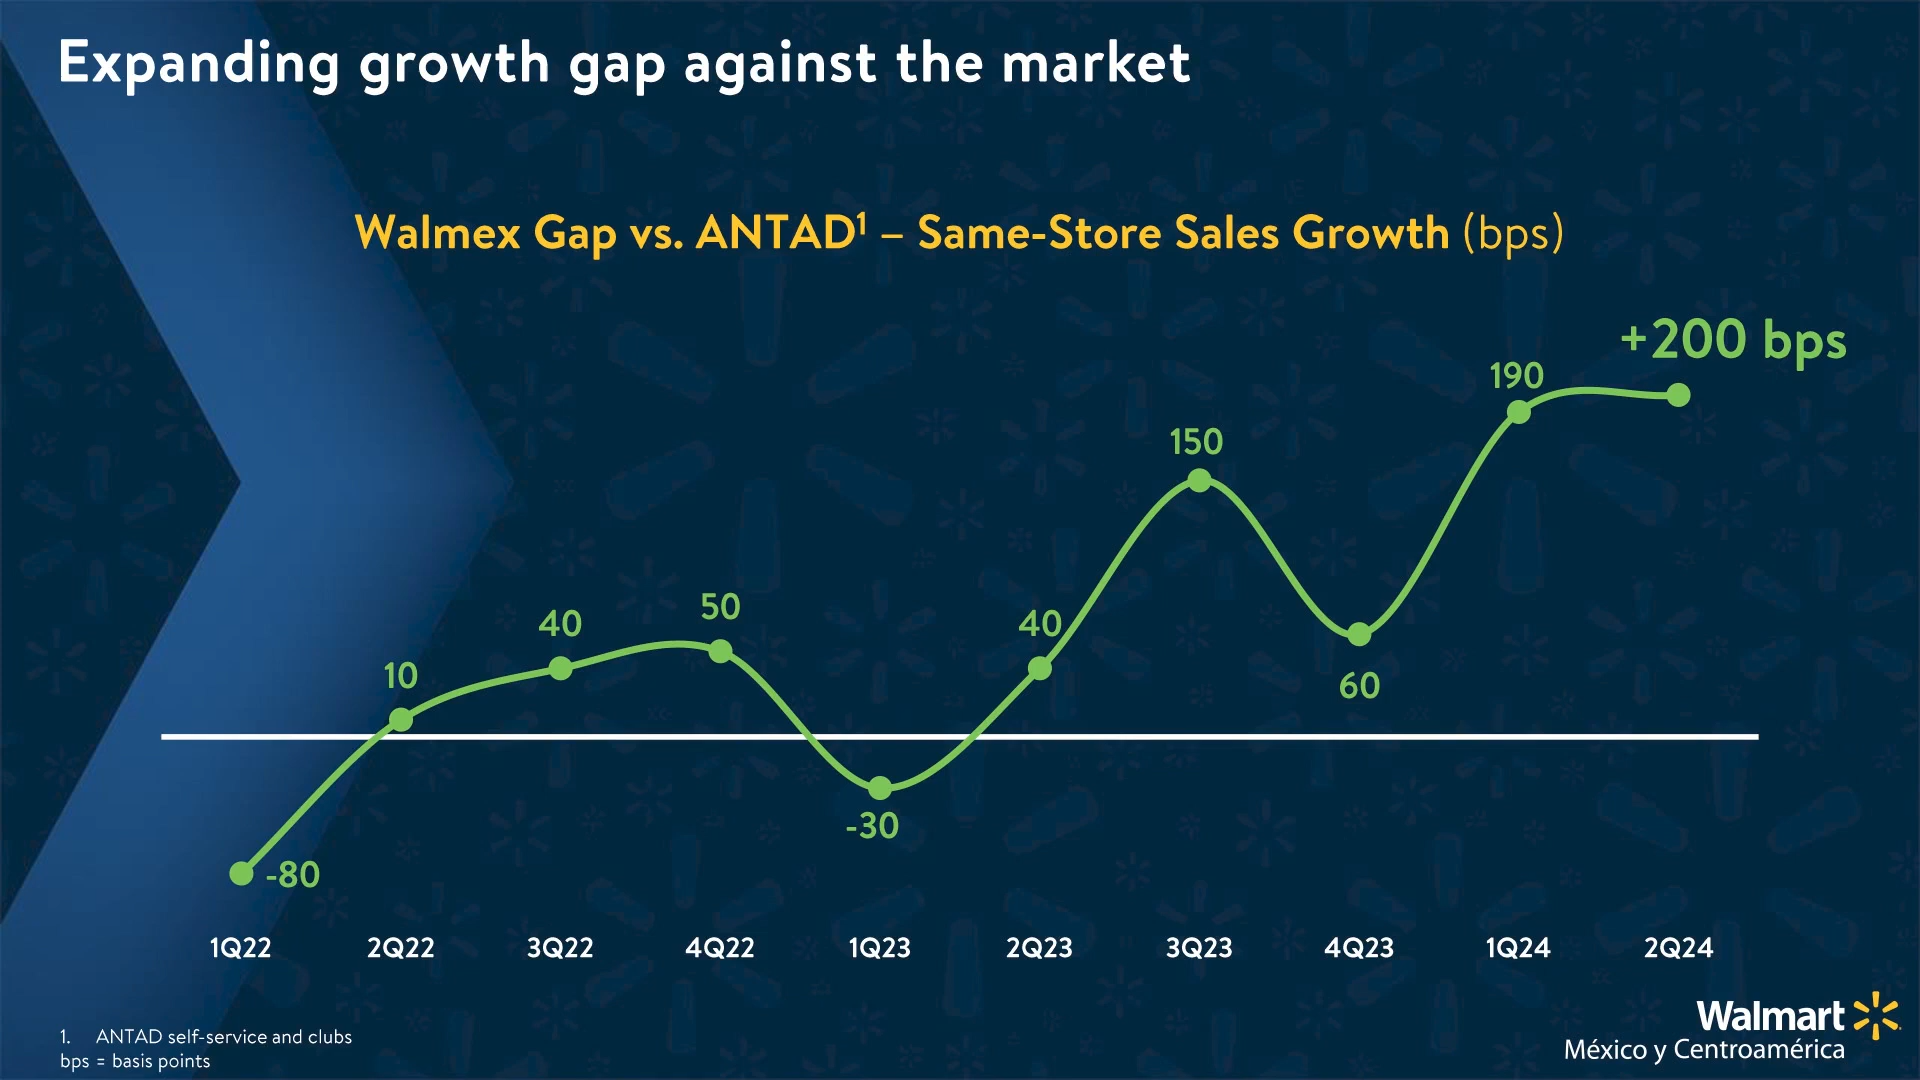 Expanding growth gap against the market
Walmex Gap vs. ANTAD¹ – Same-Store Sales Growth (bps)
+200 bps
190
150
50
40
40
10
60
-30
-80
1Q22 2Q22 3Q22 4Q22 1Q23 2Q23 3Q23 4Q23 1Q24 2Q24
1. ANTAD self-service and clubs
bps = basis points
Walmart
México y Centroamérica